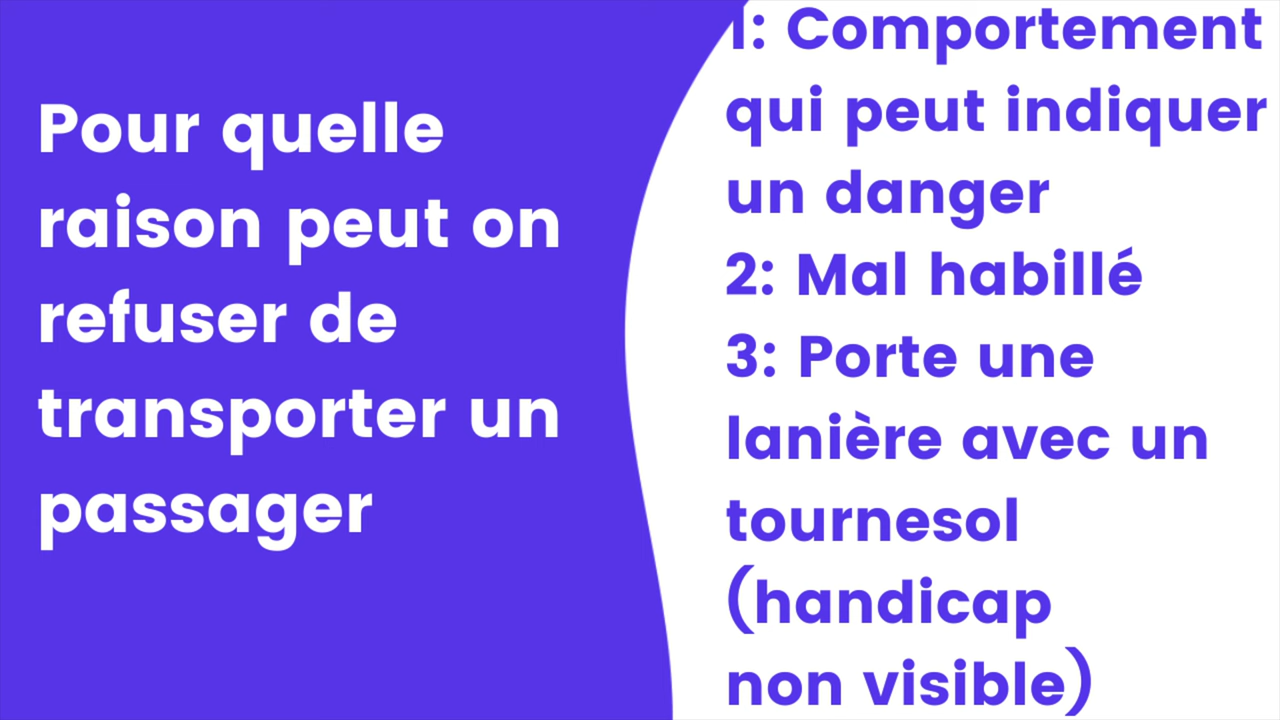 Pour quelle
raison peut on
refuser de
transporter un
passager
1: Comportement
qui peut indiquer
un danger
2: Mal habillé
3: Porte une
lanière avec un
tournesol
(handicap
non visible)